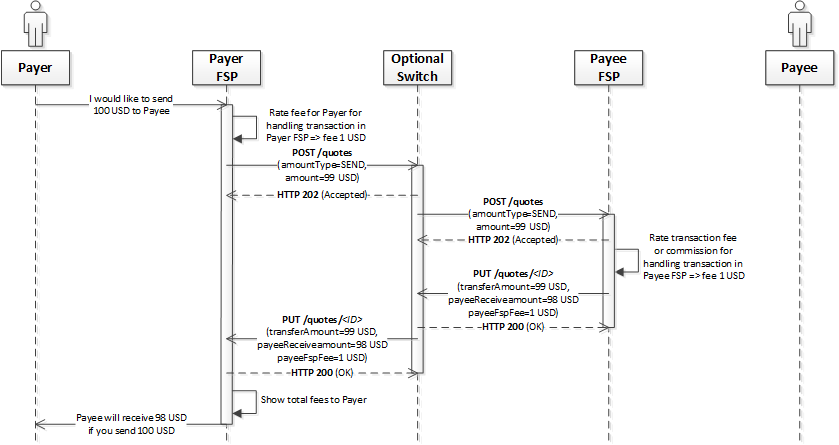 Payer
Payer
FSP
Optional
Switch
Payee
FSP
Payee
I would like to send
100 USD to Payee
Rate fee for Payer for
handling transaction in
Payer FSP => fee 1 USD
POST /quotes
(amountType=SEND,
amount=99 USD)
HTTP 202 (Accepted)
POST /quotes
(amountType=SEND,
amount=99 USD)
HTTP 202 (Accepted)
Rate transaction fee
or commission for
handling transaction in
Payee FSP => fee 1 USD
PUT /quotes/<ID>
(transferAmount=99 USD,
payeeReceiveamount=98 USD
payeeFspFee=1 USD)
HTTP 200 (OK)
PUT /quotes/<ID>
(transferAmount=99 USD,
payeeReceiveamount=98 USD
payeeFspFee=1 USD)
HTTP 200 (OK)
Show total fees to Payer
Payee will receive 98 USD
if you send 100 USD